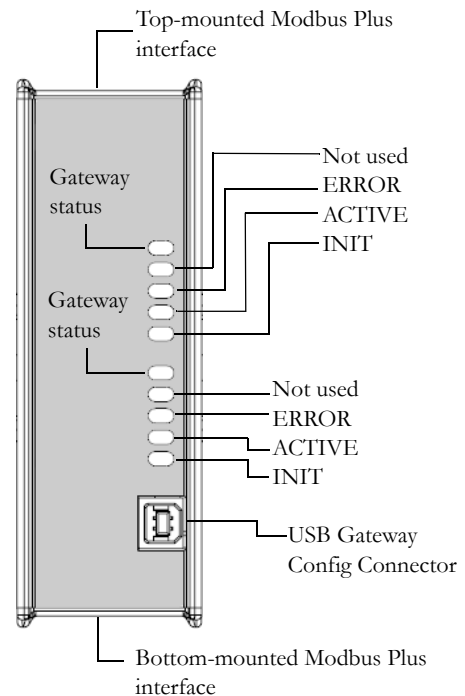 Top-mounted Modbus Plus
interface
Not used
ERROR
ACTIVE
INIT
Gateway
status
Gateway
status
Not used
ERROR
ACTIVE
INIT
USB Gateway
Config Connector
Bottom-mounted Modbus Plus
interface